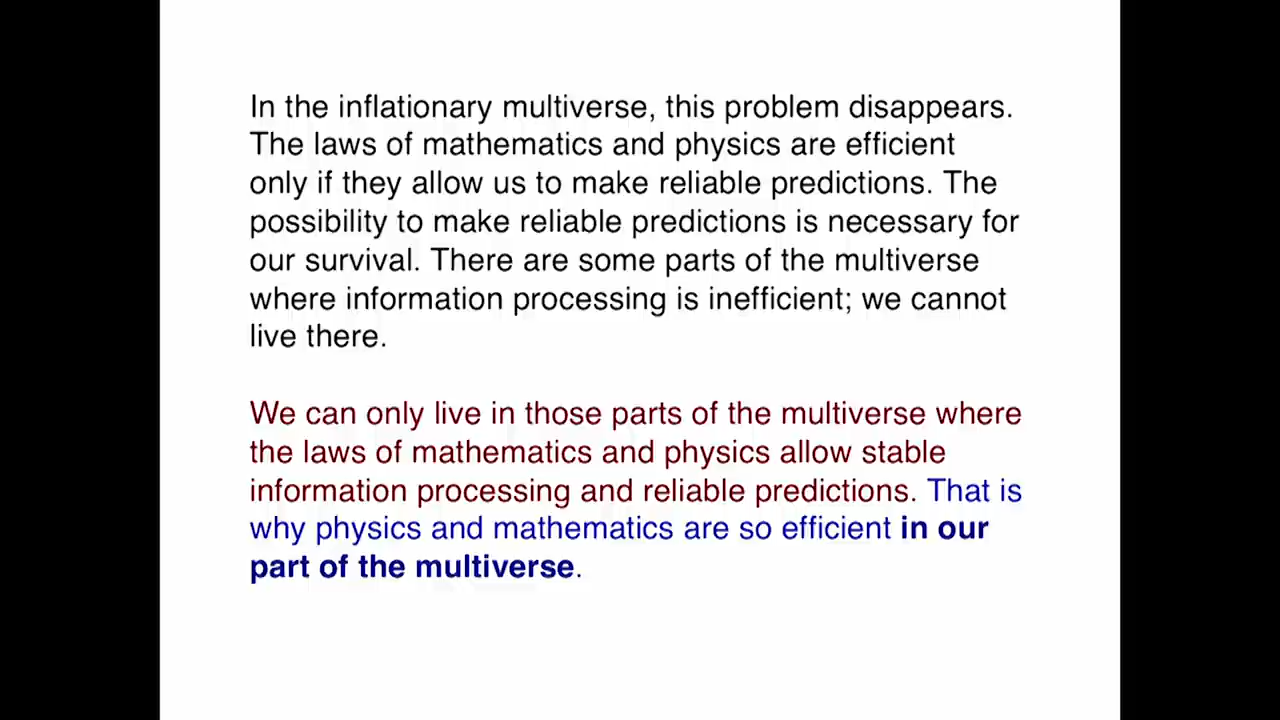 In the inflationary multiverse, this problem disappears.
The laws of mathematics and physics are efficient
only if they allow us to make reliable predictions. The
possibility to make reliable predictions is necessary for
our survival. There are some parts of the multiverse
where information processing is inefficient; we cannot
live there.
We can only live in those parts of the multiverse where
the laws of mathematics and physics allow stable
information processing and reliable predictions. That is
why physics and mathematics are so efficient in our
part of the multiverse.